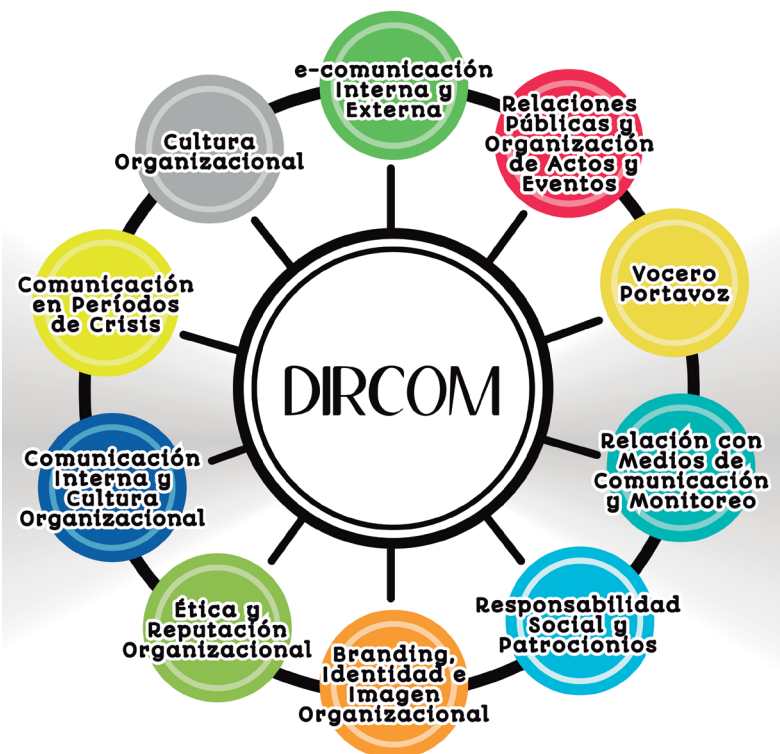 e-comunicación
Interna y
Externa
Relaciones
Públicas y
Organización
de Actos y
Eventos
Vocero
Portavoz
Relación con
Medios de
Comunicación
y Monitoreo
Responsabilidad
Social y
Patrocionios
Branding,
Identidad e
Imagen
Organizacional
Ética y
Reputación
Organizacional
Comunicación
Interna y
Cultura
Organizacional
Comunicación
en Períodos
de Crisis
Cultura
Organizacional
DIRCOM